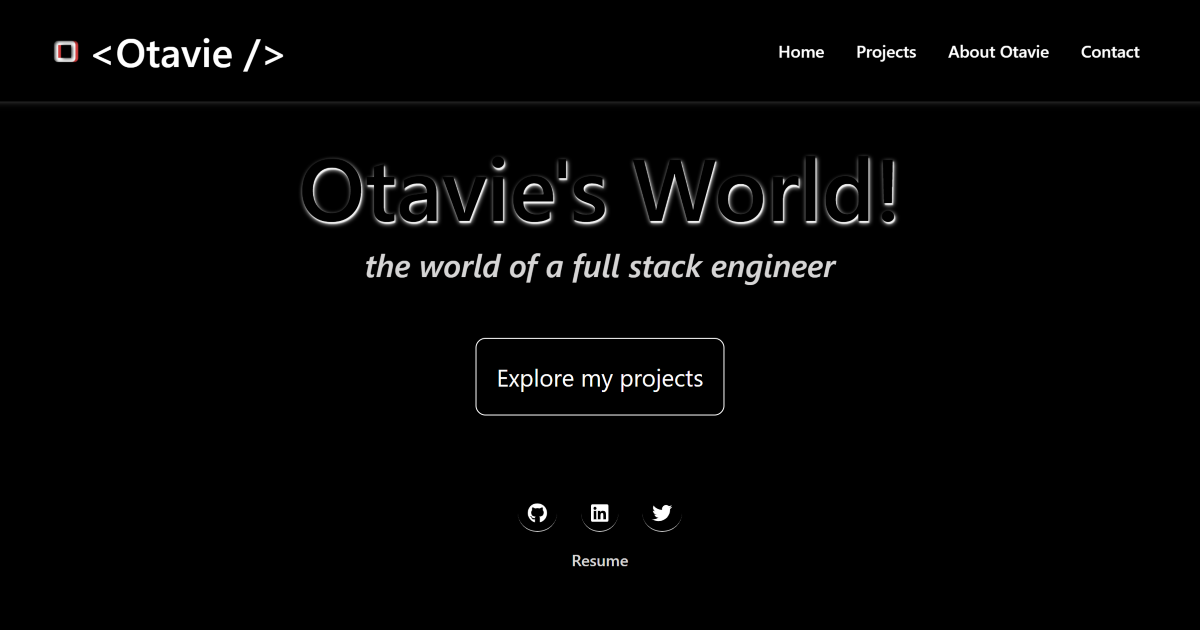 <Otavie />
Home Projects About Otavie Contact
Otavie's World!
the world of a full stack engineer
Explore my projects
Resume